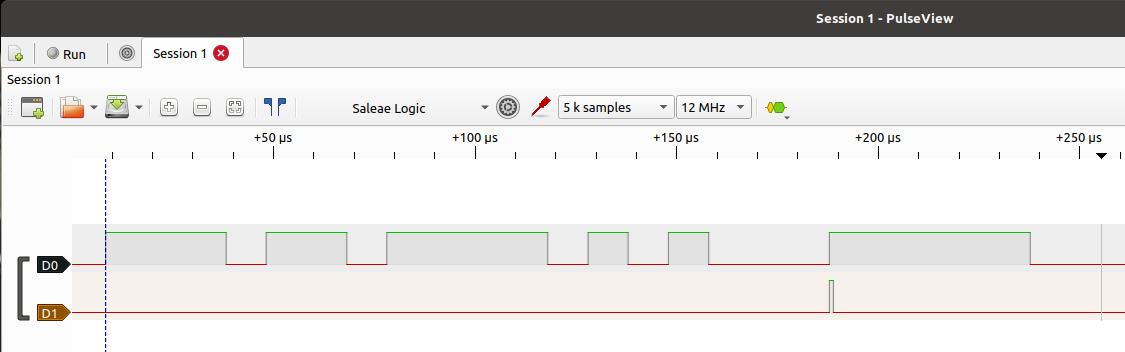 Session 1 - PulseView
Run
Session 1
Session 1
Saleae Logic
5 k samples
12 MHz
+50 µs
+100 µs
+150 µs
+200 µs
+250 µs
D0
D1